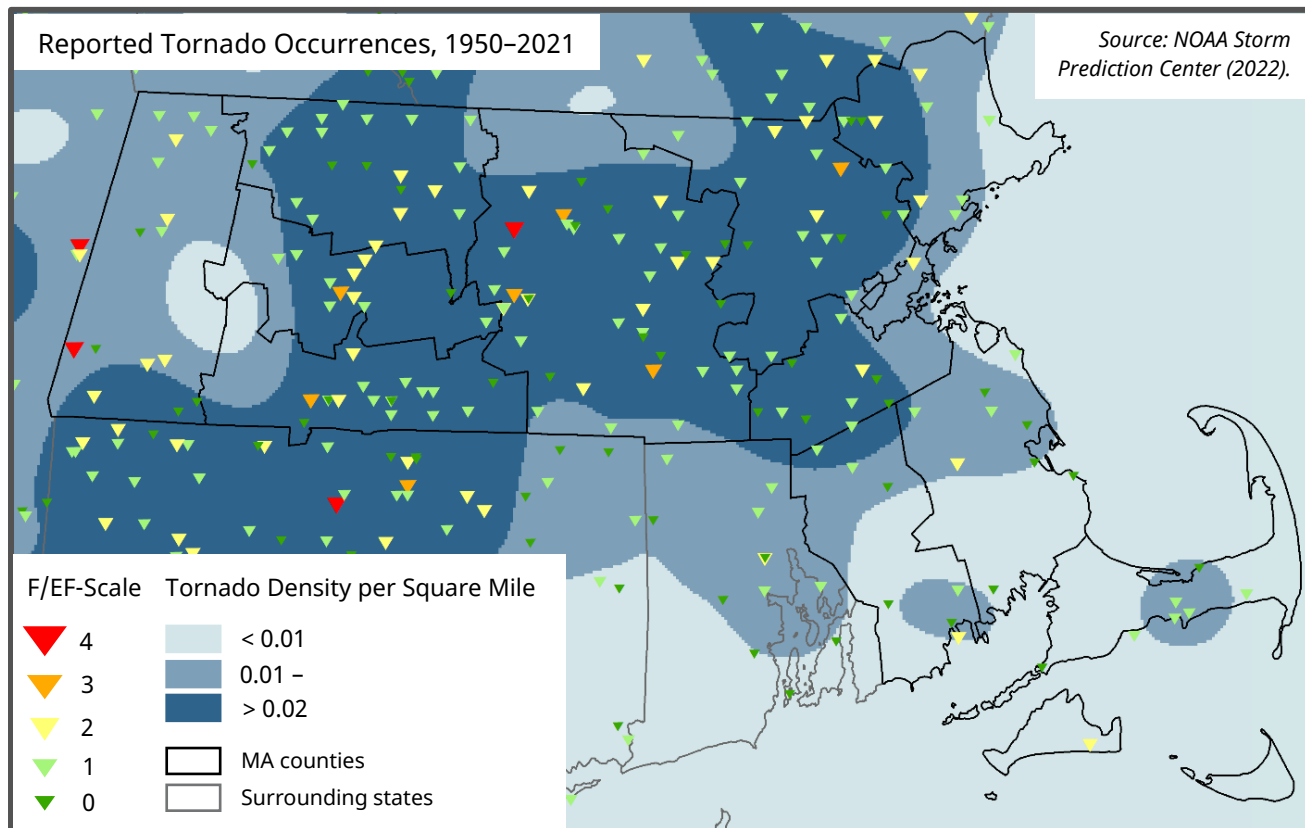 Reported Tornado Occurrences, 1950–2021
Source: NOAA Storm
Prediction Center (2022).
F/EF-Scale
4
3
2
1
0
Tornado Density per Square Mile
< 0.01
0.01 –
> 0.02
MA counties
Surrounding states